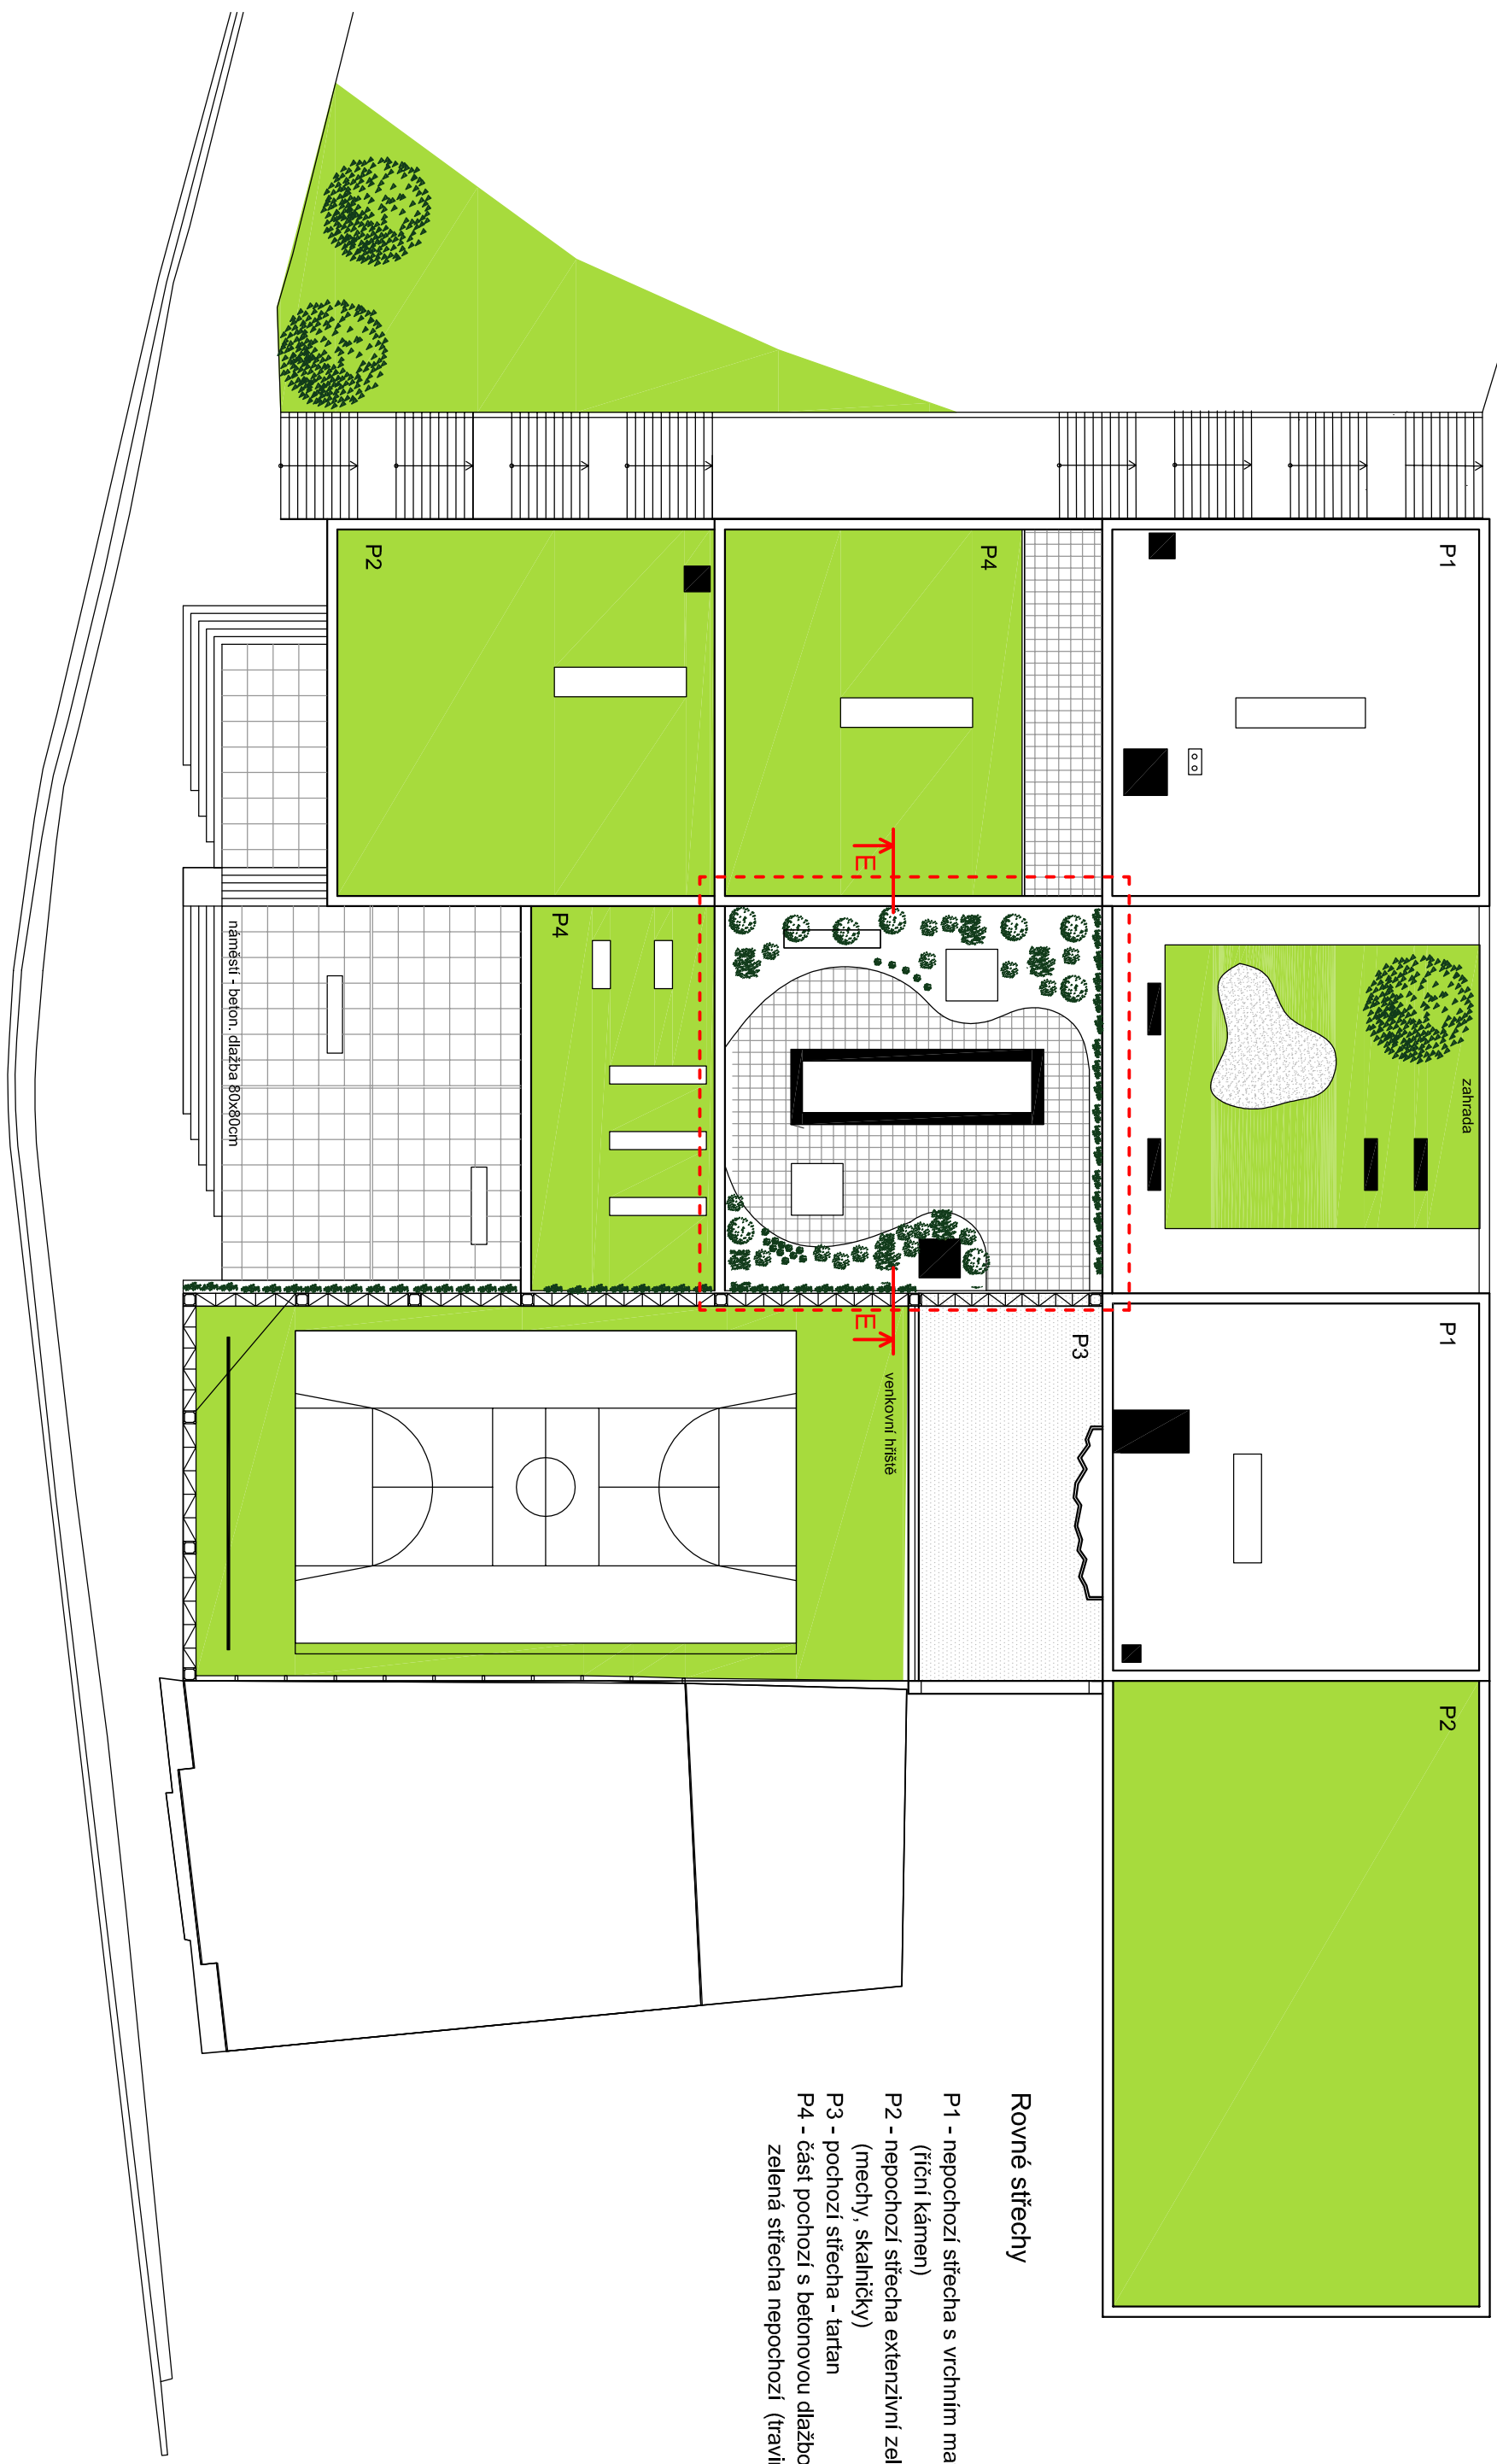 P1
P1
P2
zahrada
P3
Rovné střechy
P4
P1 - nepochozí střecha s vrchním ma
(říční kámen)
venkovní hřiště
P2 - nepochozí střecha extenzivní zel
(mechy, skalničky)
E
E
P3 - pochozí střecha - tartan
P4 - část pochozí s betonovou dlažbo
zelená střecha nepochozí (travi
P4
P2
náměstí - beton. dlažba 80x80cm